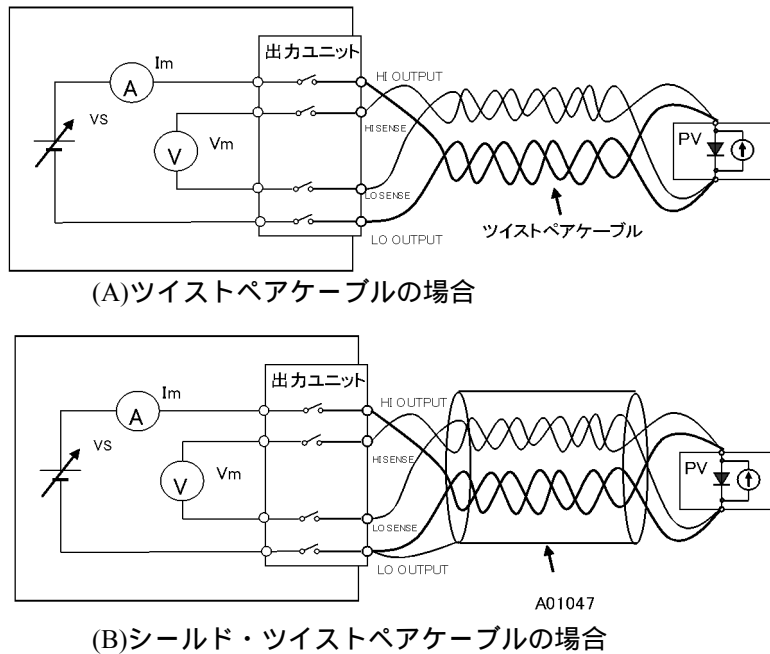 出力ユニット
Im
A
HI OUTPUT
VS
HI SENSE
Vm
V
PV
LO SENSE
ツイストペアケーブル
LO OUTPUT
(A)ツイストペアケーブルの場合
出力ユニット
Im
A
HI OUTPUT
VS
HI SENSE
Vm
V
PV
LO SENSE
LO OUTPUT
A01047
(B)シールド・ツイストペアケーブルの場合